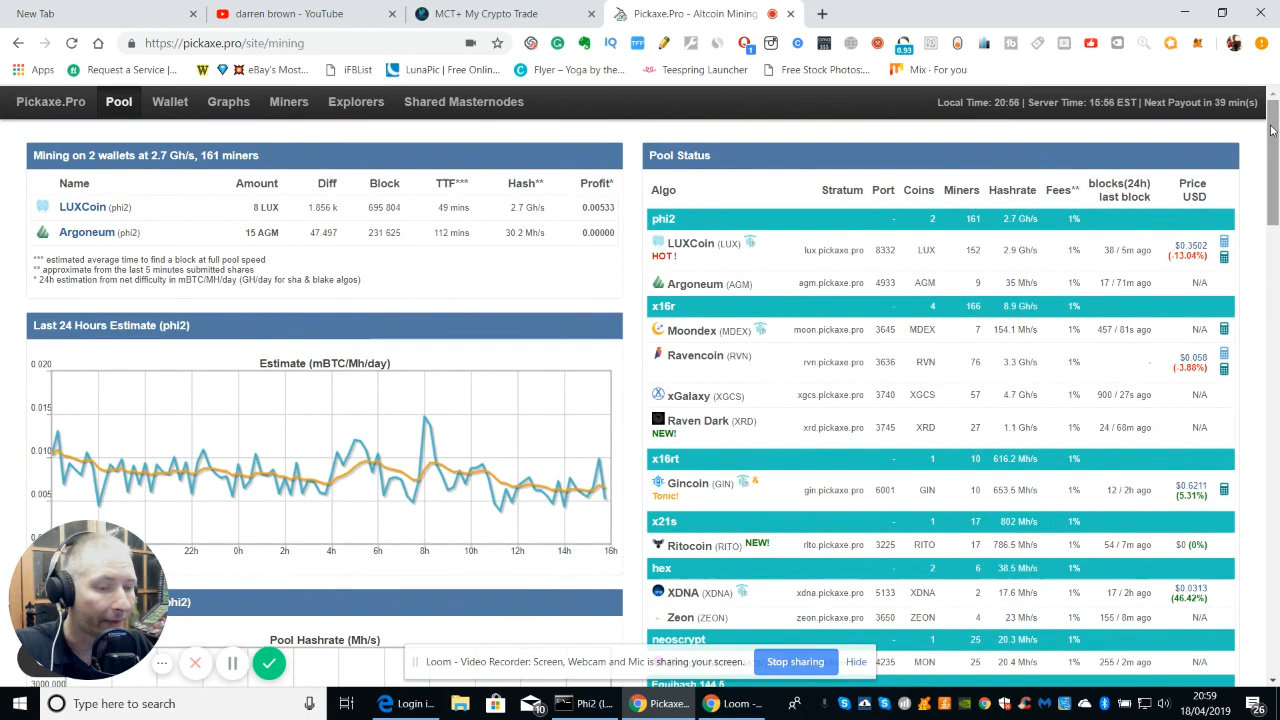 New Tab
darren brown - YouTube
MCT+ My Crypto Trade
Pickaxe.Pro - Altcoin Mining
https://pickaxe.pro/site/mining
0.93
Apps
Request a Service |...
eBay's Most...
iFBList
LunaPic | Free Onlin...
Flyer – Yoga by the...
Teespring Launcher
Free Stock Photos:...
Mix · For you
Pickaxe.Pro Pool Wallet Graphs Miners Explorers Shared Masternodes
Local Time: 20:56 | Server Time: 15:56 EST | Next Payout in 39 min(s)
Mining on 2 wallets at 2.7 Gh/s, 161 miners
Name Amount Diff Block TTF*** Hash** Profit*
LUXCoin (phi2) 8 LUX 1.856 k 695 804 49 mins 2.7 Gh/s 0.00533
Argoneum (phi2) 15 AGM 47.497 231 625 112 mins 30.2 Mh/s 0.00000
*** estimated average time to find a block at full pool speed
** approximate from the last 5 minutes submitted shares
* 24h estimation from net difficulty in mBTC/MH/day (GH/day for sha & blake algos)
Last 24 Hours Estimate (phi2)
Estimate (mBTC/Mh/day)
0.020
0.015
0.010
0.005
22h 0h 2h 4h 6h 8h 10h 12h 14h 16h
phi2)
Pool Hashrate (Mh/s)
3000.000
Pool Status
Algo Stratum Port Coins Miners Hashrate Fees** blocks(24h) last block Price USD
phi2 - 2 161 2.7 Gh/s 1%
LUXCoin (LUX) HOT ! lux.pickaxe.pro 8332 LUX 152 2.9 Gh/s 1% 38 / 5m ago $0.3502 (-13.04%)
Argoneum (AGM) agm.pickaxe.pro 4933 AGM 9 35 Mh/s 1% 17 / 71m ago N/A
x16r - 4 166 8.9 Gh/s 1%
Moondex (MDEX) moon.pickaxe.pro 3645 MDEX 7 154.1 Mh/s 1% 457 / 81s ago N/A
Ravencoin (RVN) rvn.pickaxe.pro 3636 RVN 76 3.3 Gh/s 1% - $0.058 (-3.88%)
xGalaxy (XGCS) xgcs.pickaxe.pro 3740 XGCS 57 4.7 Gh/s 1% 900 / 27s ago N/A
Raven Dark (XRD) NEW! xrd.pickaxe.pro 3745 XRD 27 1.1 Gh/s 1% 24 / 68m ago N/A
x16rt - 1 10 616.2 Mh/s 1%
Gincoin (GIN) & Tonic! gin.pickaxe.pro 6001 GIN 10 653.5 Mh/s 1% 12 / 2h ago $0.6211 (5.31%)
x21s - 1 17 802 Mh/s 1%
Ritocoin (RITO) NEW! rito.pickaxe.pro 3225 RITO 17 786.5 Mh/s 1% 54 / 7m ago $0 (0%)
hex - 2 6 38.5 Mh/s 1%
XDNA (XDNA) xdna.pickaxe.pro 5133 XDNA 2 17.6 Mh/s 1% 17 / 2h ago $0.0313 (46.42%)
Zeon (ZEON) zeon.pickaxe.pro 3650 ZEON 4 23 Mh/s 1% 155 / 8m ago N/A
neoscrypt - 1 25 20.3 Mh/s 1%
4235 MON 25 20.4 Mh/s 1% 255 / 2m ago N/A
Equihash 144,5
Loom - Video Recorder: Screen, Webcam and Mic is sharing your screen. Stop sharing Hide
Type here to search
Login i...
10
Phi2 (L...
Pickaxe...
Loom -...
20:59
18/04/2019
26